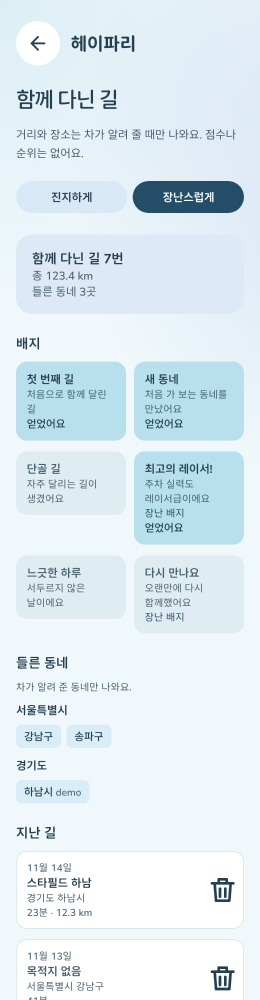 헤이파리
함께 다닌 길
거리와 장소는 차가 알려 줄 때만 나와요. 점수나
순위는 없어요.
진지하게
장난스럽게
함께 다닌 길 7번
총 123.4 km
들른 동네 3곳
배지
첫 번째 길
처음으로 함께 달린
길
얻었어요
새 동네
처음 가 보는 동네를
만났어요
얻었어요
단골 길
자주 달리는 길이
생겼어요
최고의 레이서!
주차 실력도
레이서급이에요
장난 배지
얻었어요
느긋한 하루
서두르지 않은
날이에요
다시 만나요
오랜만에 다시
함께했어요
장난 배지
들른 동네
차가 알려 준 동네만 나와요.
서울특별시
강남구
송파구
경기도
하남시 demo
지난 길
11월 14일
스타필드 하남
경기도 하남시
23분 · 12.3 km
11월 13일
목적지 없음
서울특별시 강남구